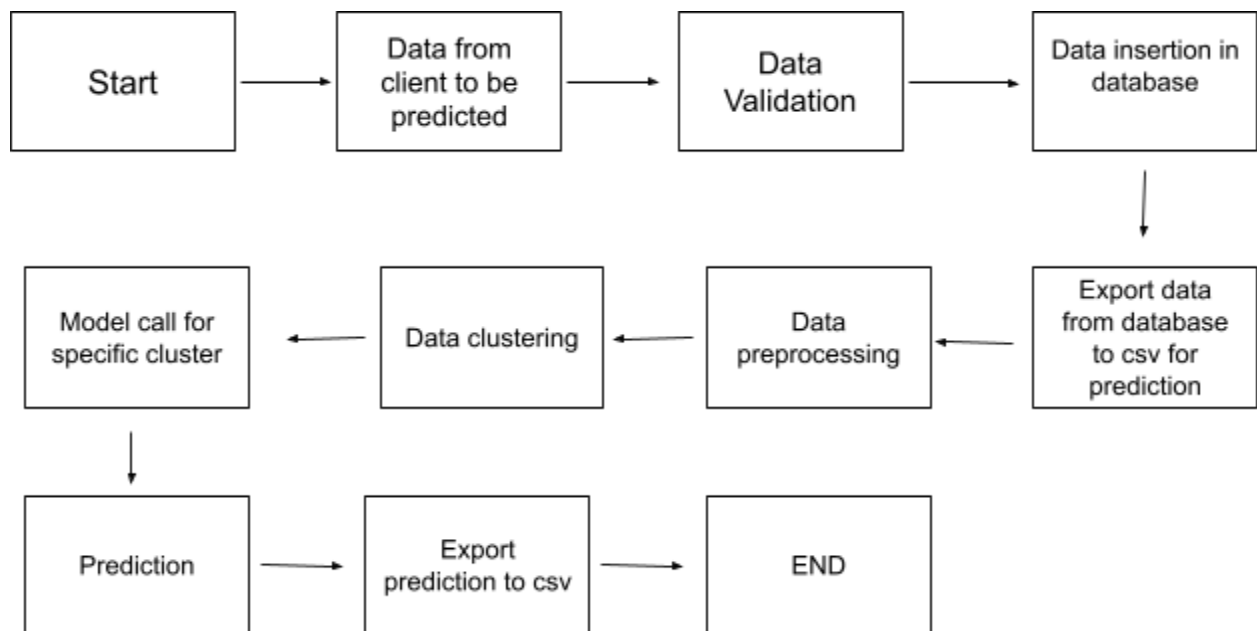 Start
Data from
client to be
predicted
Data
Validation
Data insertion in
database
Export data
from database
to csv for
prediction
Data
preprocessing
Data clustering
Model call for
specific cluster
Prediction
Export
prediction to csv
END